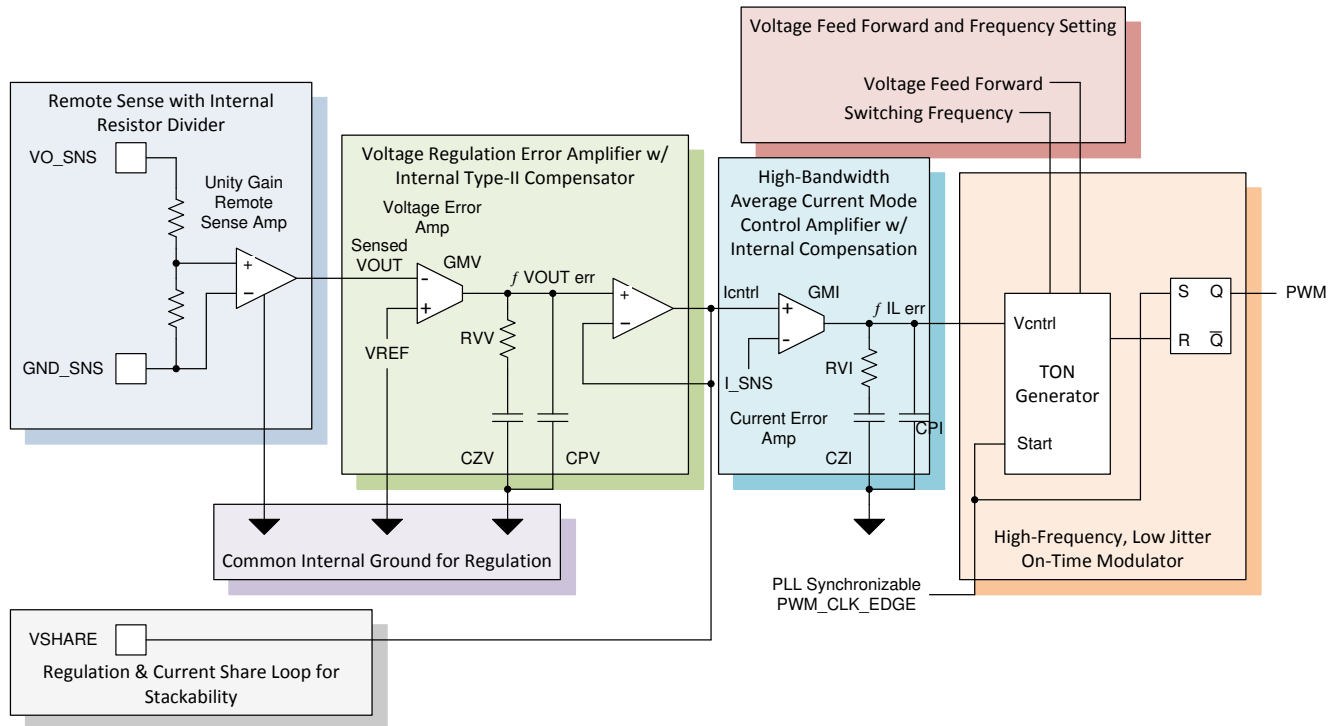 Voltage Feed Forward and Frequency Setting
Voltage Feed Forward
Switching Frequency
Remote Sense with Internal
Resistor Divider
VO_SNS
Unity Gain
Remote
Sense Amp
+
−
GND_SNS
Voltage Regulation Error Amplifier w/
Internal Type-II Compensator
Voltage Error
Amp
Sensed
VOUT
GMV
-
+
VREF
ƒ VOUT err
RVV
CZV
CPV
+
−
High-Bandwidth
Average Current Mode
Control Amplifier w/
Internal Compensation
Icntrl
GMI
+
-
I_SNS
ƒ IL err
RVI
Current Error
Amp
CZI
CPI
Vcntrl
TON
Generator
Start
S Q
R Q̅
PWM
High-Frequency, Low Jitter
On-Time Modulator
PLL Synchronizable
PWM_CLK_EDGE
Common Internal Ground for Regulation
VSHARE
Regulation & Current Share Loop for
Stackability